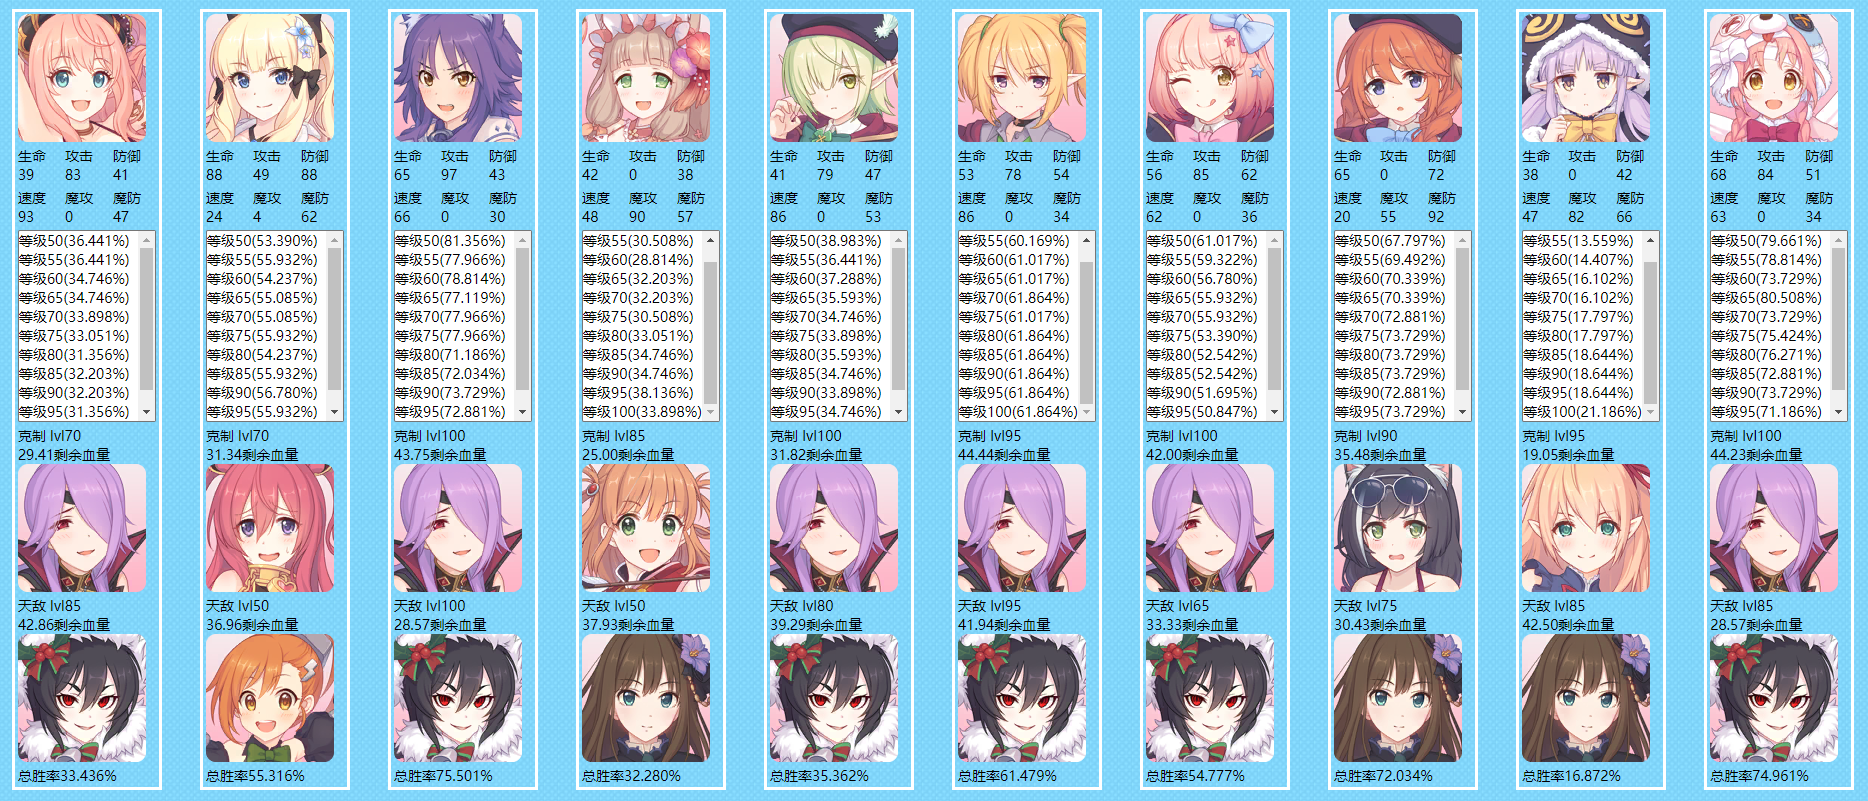 生命 攻击 防御
39 83 41
速度 魔攻 魔防
93 0 47
等级50(36.441%)
等级55(36.441%)
等级60(34.746%)
等级65(34.746%)
等级70(33.898%)
等级75(33.051%)
等级80(31.356%)
等级85(32.203%)
等级90(32.203%)
等级95(31.356%)
克制 lvl70
29.41剩余血量
天敌 lvl85
42.86剩余血量
总胜率33.436%
生命 攻击 防御
88 49 88
速度 魔攻 魔防
24 4 62
等级50(53.390%)
等级55(55.932%)
等级60(54.237%)
等级65(55.085%)
等级70(55.085%)
等级75(55.932%)
等级80(54.237%)
等级85(55.932%)
等级90(56.780%)
等级95(55.932%)
克制 lvl70
31.34剩余血量
天敌 lvl50
36.96剩余血量
总胜率55.316%
生命 攻击 防御
65 97 43
速度 魔攻 魔防
66 0 30
等级50(81.356%)
等级55(77.966%)
等级60(78.814%)
等级65(77.119%)
等级70(77.966%)
等级75(77.966%)
等级80(71.186%)
等级85(72.034%)
等级90(73.729%)
等级95(72.881%)
克制 lvl100
43.75剩余血量
天敌 lvl100
28.57剩余血量
总胜率75.501%
生命 攻击 防御
42 0 38
速度 魔攻 魔防
48 90 57
等级55(30.508%)
等级60(28.814%)
等级65(32.203%)
等级70(32.203%)
等级75(30.508%)
等级80(33.051%)
等级85(34.746%)
等级90(34.746%)
等级95(38.136%)
等级100(33.898%)
克制 lvl85
25.00剩余血量
天敌 lvl50
37.93剩余血量
总胜率32.280%
生命 攻击 防御
41 79 47
速度 魔攻 魔防
86 0 53
等级50(38.983%)
等级55(36.441%)
等级60(37.288%)
等级65(35.593%)
等级70(34.746%)
等级75(33.898%)
等级80(35.593%)
等级85(34.746%)
等级90(33.898%)
等级95(34.746%)
克制 lvl100
31.82剩余血量
天敌 lvl80
39.29剩余血量
总胜率35.362%
生命 攻击 防御
53 78 54
速度 魔攻 魔防
86 0 34
等级55(60.169%)
等级60(61.017%)
等级65(61.017%)
等级70(61.864%)
等级75(61.017%)
等级80(61.864%)
等级85(61.864%)
等级90(61.864%)
等级95(61.864%)
等级100(61.864%)
克制 lvl95
44.44剩余血量
天敌 lvl95
41.94剩余血量
总胜率61.479%
生命 攻击 防御
56 85 62
速度 魔攻 魔防
62 0 36
等级50(61.017%)
等级55(59.322%)
等级60(56.780%)
等级65(55.932%)
等级70(55.932%)
等级75(53.390%)
等级80(52.542%)
等级85(52.542%)
等级90(51.695%)
等级95(50.847%)
克制 lvl100
42.00剩余血量
天敌 lvl65
33.33剩余血量
总胜率54.777%
生命 攻击 防御
65 0 72
速度 魔攻 魔防
20 55 92
等级50(67.797%)
等级55(69.492%)
等级60(70.339%)
等级65(70.339%)
等级70(72.881%)
等级75(73.729%)
等级80(73.729%)
等级85(73.729%)
等级90(72.881%)
等级95(73.729%)
克制 lvl90
35.48剩余血量
天敌 lvl75
30.43剩余血量
总胜率72.034%
生命 攻击 防御
38 0 42
速度 魔攻 魔防
47 82 66
等级55(13.559%)
等级60(14.407%)
等级65(16.102%)
等级70(16.102%)
等级75(17.797%)
等级80(17.797%)
等级85(18.644%)
等级90(18.644%)
等级95(18.644%)
等级100(21.186%)
克制 lvl95
19.05剩余血量
天敌 lvl85
42.50剩余血量
总胜率16.872%
生命 攻击 防御
68 84 51
速度 魔攻 魔防
63 0 34
等级50(79.661%)
等级55(78.814%)
等级60(73.729%)
等级65(80.508%)
等级70(73.729%)
等级75(75.424%)
等级80(76.271%)
等级85(72.881%)
等级90(73.729%)
等级95(71.186%)
克制 lvl100
44.23剩余血量
天敌 lvl85
28.57剩余血量
总胜率74.961%